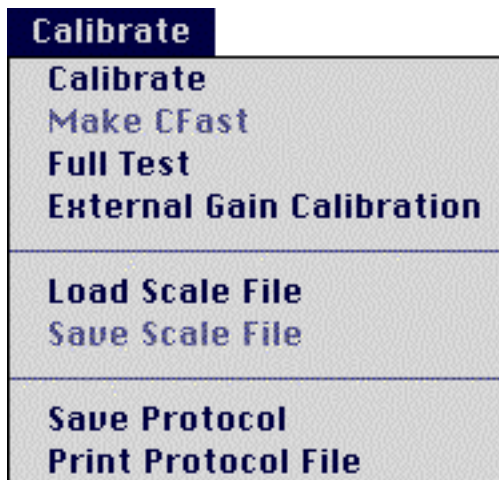 Calibrate
Calibrate
Make CFast
Full Test
External Gain Calibration
Load Scale File
Save Scale File
Save Protocol
Print Protocol File